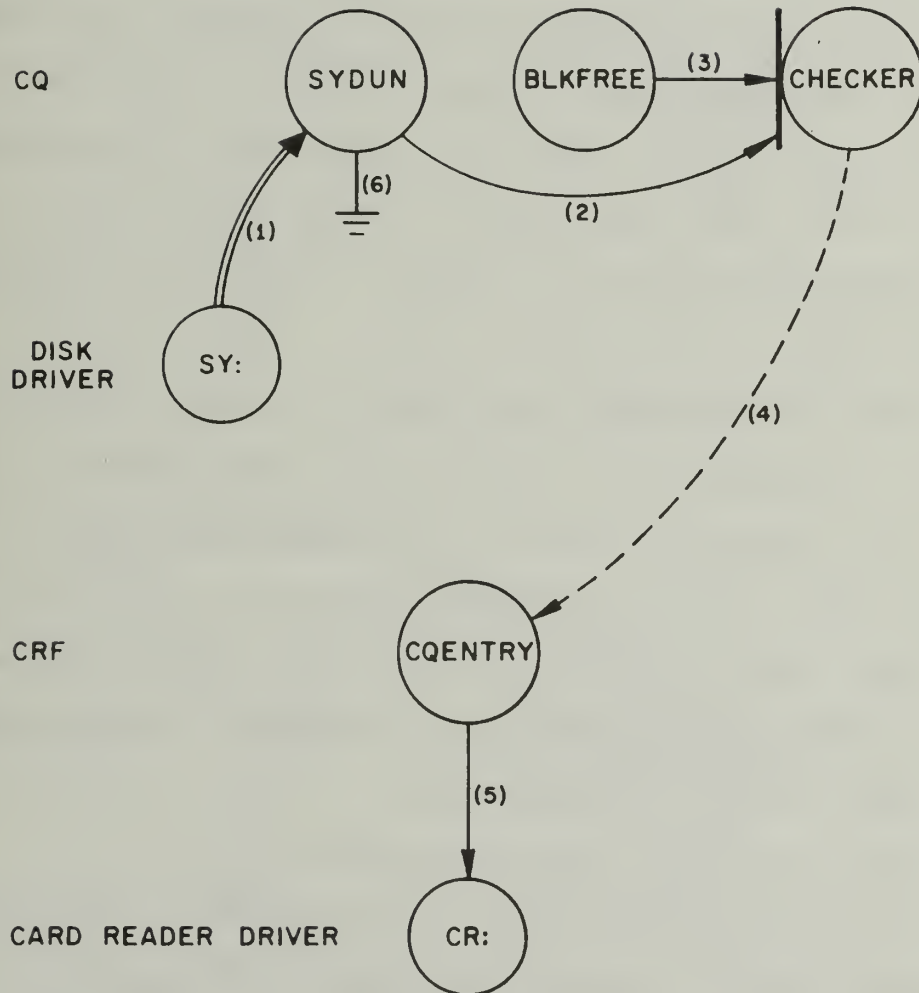 CQ
SYDUN
BLKFREE
(3)
CHECKER
(6)
(2)
(1)
DISK
DRIVER
SY:
(4)
CRF
CQENTRY
(5)
CARD READER DRIVER
CR: